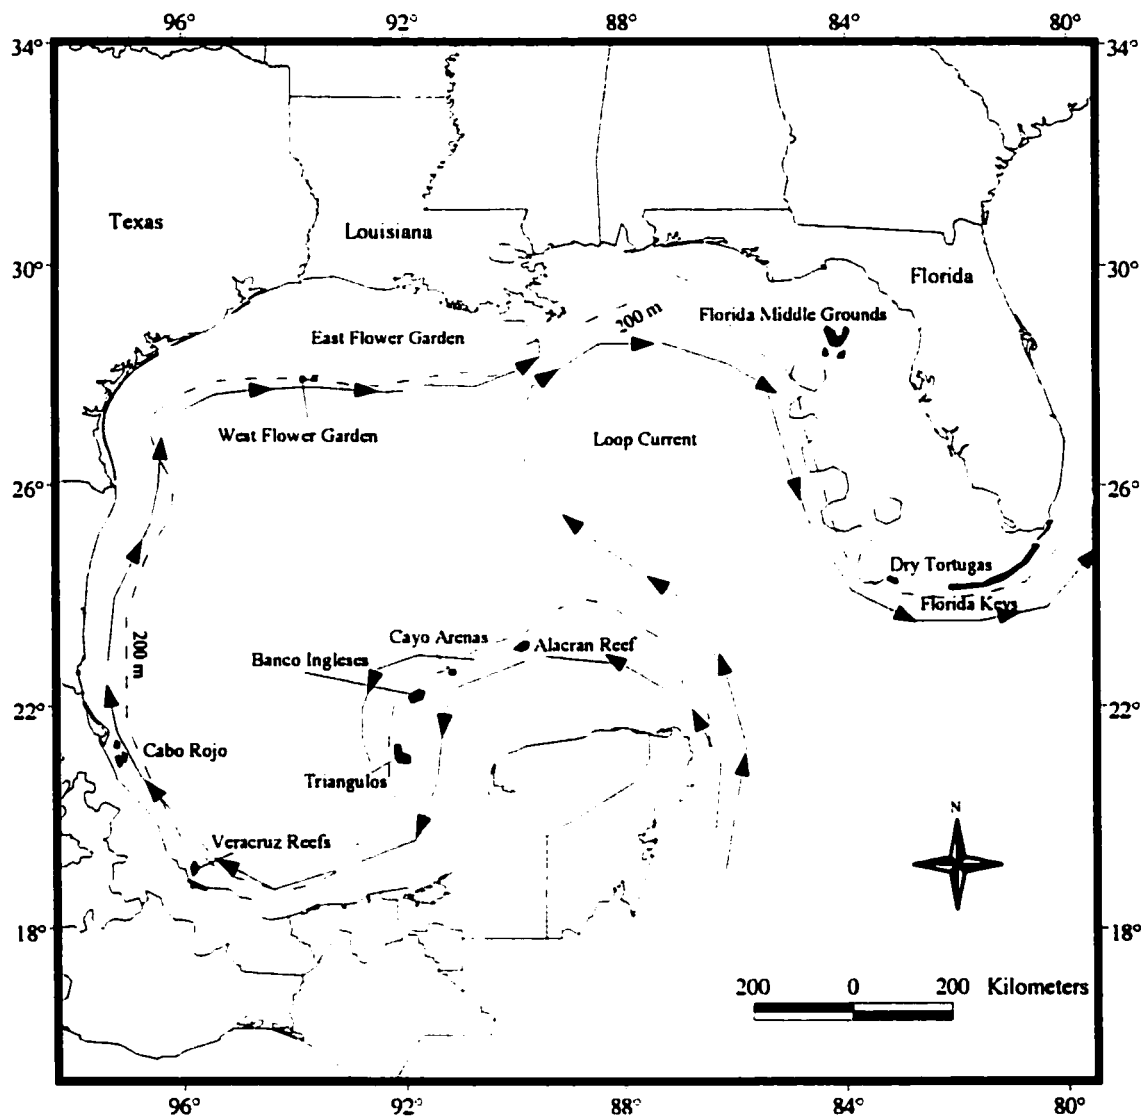 96° 92° 88° 84° 80°
34° 34°
Texas
Louisiana
30° 30°
Florida
200 m
Florida Middle Grounds
East Flower Garden
West Flower Garden
Loop Current
26° 26°
Dry Tortugas
Florida Keys
200 m
Cayo Arenas
Alacran Reef
Banco Ingleses
22° 22°
Cabo Rojo
Triangulos
N
Veracruz Reefs
18° 18°
200 0 200 Kilometers
96° 92° 88° 84° 80°